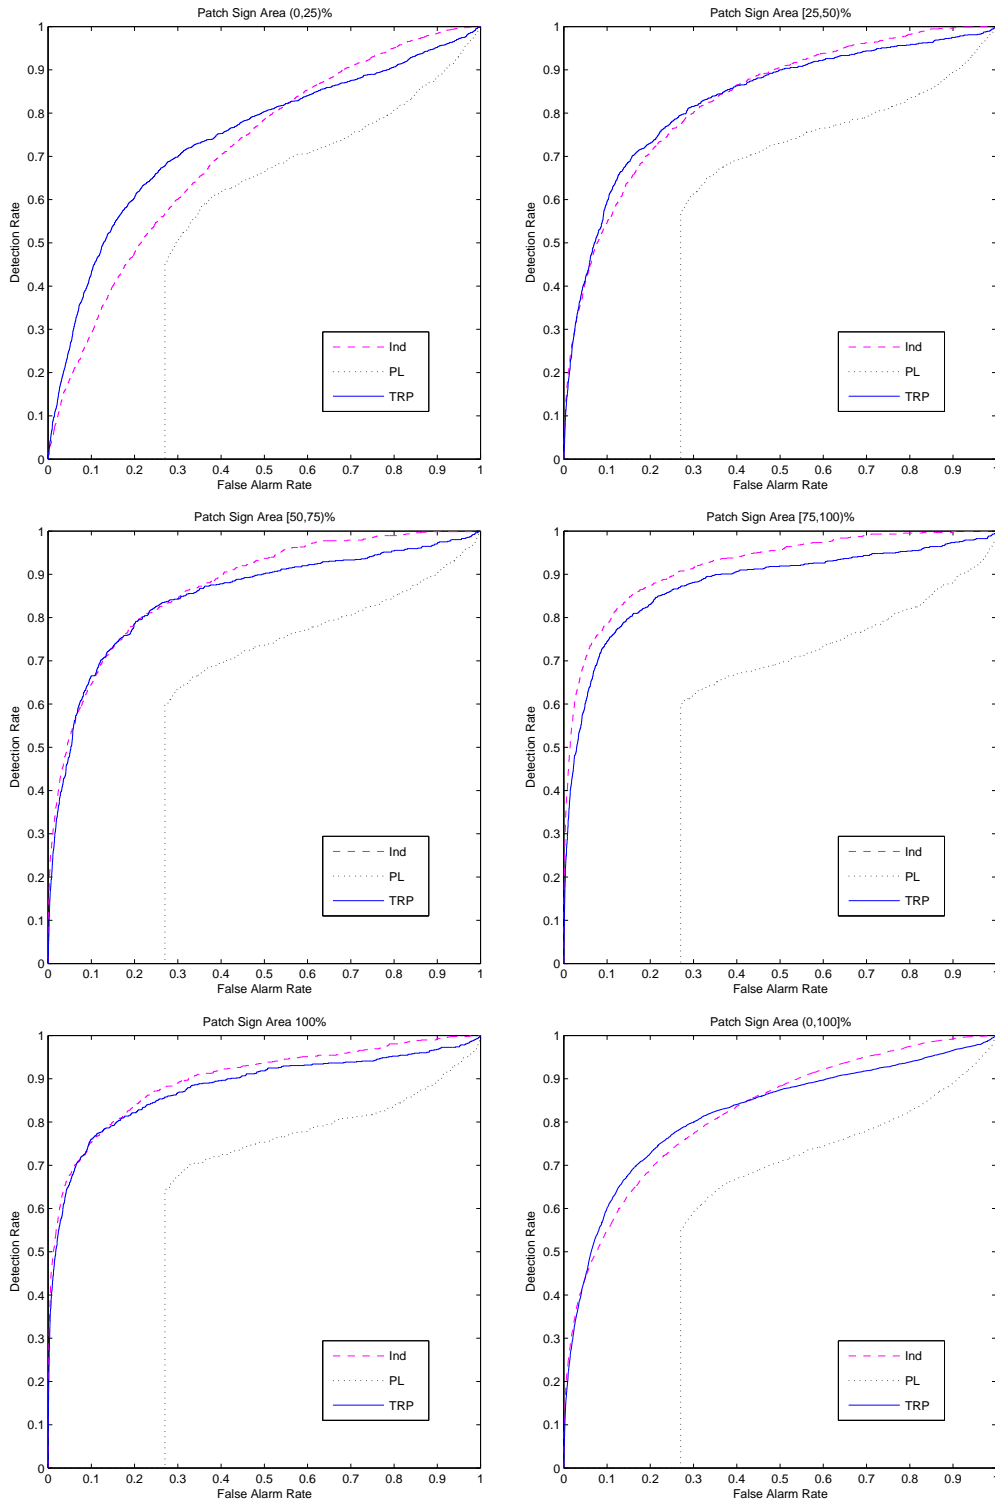 Patch Sign Area (0,25)%
1
0.9
0.8
0.7
0.6
0.5
0.4
0.3
0.2
0.1
0
Detection Rate
Ind
PL
TRP
0 0.1 0.2 0.3 0.4 0.5 0.6 0.7 0.8 0.9 1
False Alarm Rate
Patch Sign Area [25,50)%
1
0.9
0.8
0.7
0.6
0.5
0.4
0.3
0.2
0.1
0
Detection Rate
Ind
PL
TRP
0 0.1 0.2 0.3 0.4 0.5 0.6 0.7 0.8 0.9 1
False Alarm Rate
Patch Sign Area [50,75)%
1
0.9
0.8
0.7
0.6
0.5
0.4
0.3
0.2
0.1
0
Detection Rate
Ind
PL
TRP
0 0.1 0.2 0.3 0.4 0.5 0.6 0.7 0.8 0.9 1
False Alarm Rate
Patch Sign Area [75,100)%
1
0.9
0.8
0.7
0.6
0.5
0.4
0.3
0.2
0.1
0
Detection Rate
Ind
PL
TRP
0 0.1 0.2 0.3 0.4 0.5 0.6 0.7 0.8 0.9 1
False Alarm Rate
Patch Sign Area 100%
1
0.9
0.8
0.7
0.6
0.5
0.4
0.3
0.2
0.1
0
Detection Rate
Ind
PL
TRP
0 0.1 0.2 0.3 0.4 0.5 0.6 0.7 0.8 0.9 1
False Alarm Rate
Patch Sign Area (0,100]%
1
0.9
0.8
0.7
0.6
0.5
0.4
0.3
0.2
0.1
0
Detection Rate
Ind
PL
TRP
0 0.1 0.2 0.3 0.4 0.5 0.6 0.7 0.8 0.9 1
False Alarm Rate